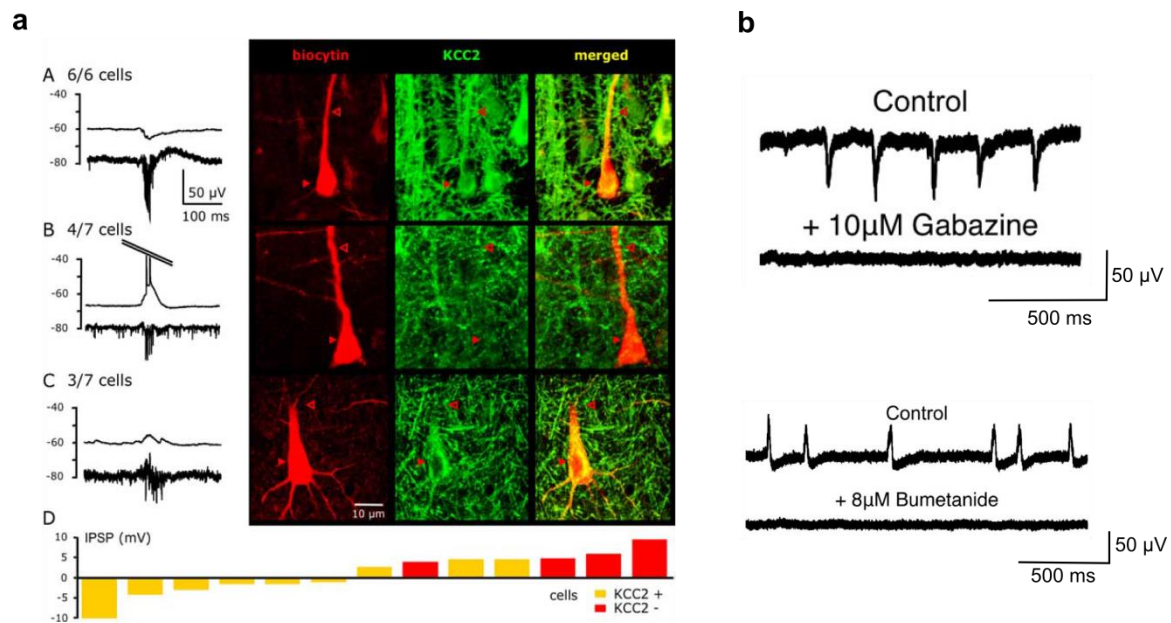 a
biocytin
KCC2
merged
A 6/6 cells
-40
-60
-80
50 µV
100 ms
B 4/7 cells
-40
-60
-80
C 3/7 cells
-40
-60
-80
10 µm
D
10
5
0
-5
-10
IPSP (mV)
cells
KCC2 +
KCC2 -
b
Control
+ 10µM Gabazine
50 µV
500 ms
Control
+ 8µM Bumetanide
50 µV
500 ms